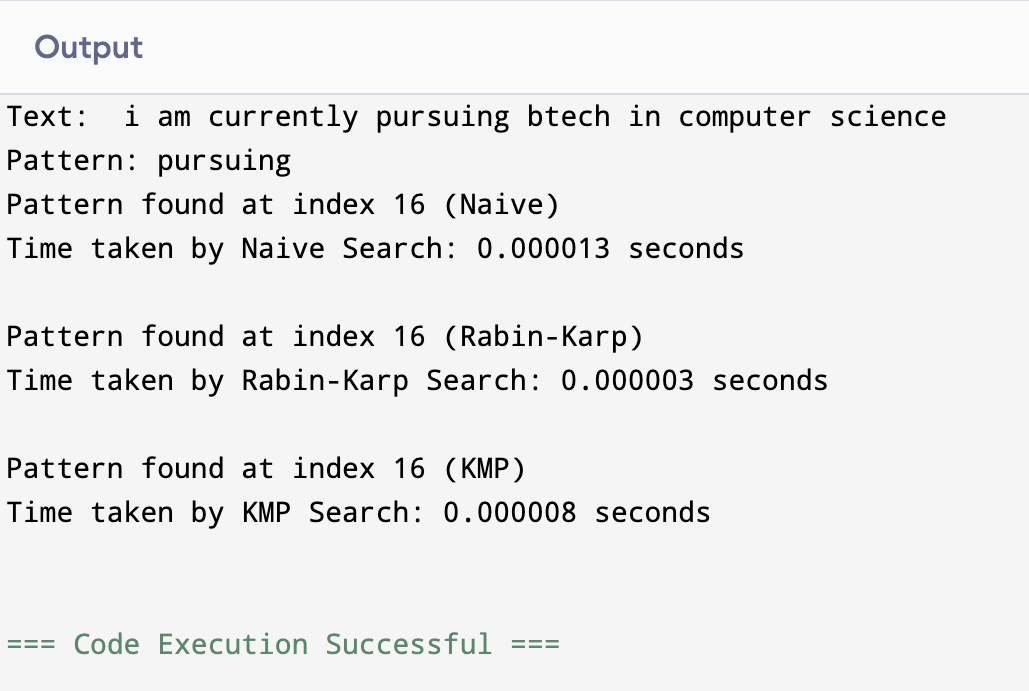 Output
Text:  i am currently pursuing btech in computer science
Pattern: pursuing
Pattern found at index 16 (Naive)
Time taken by Naive Search: 0.000013 seconds
Pattern found at index 16 (Rabin-Karp)
Time taken by Rabin-Karp Search: 0.000003 seconds
Pattern found at index 16 (KMP)
Time taken by KMP Search: 0.000008 seconds
=== Code Execution Successful ===